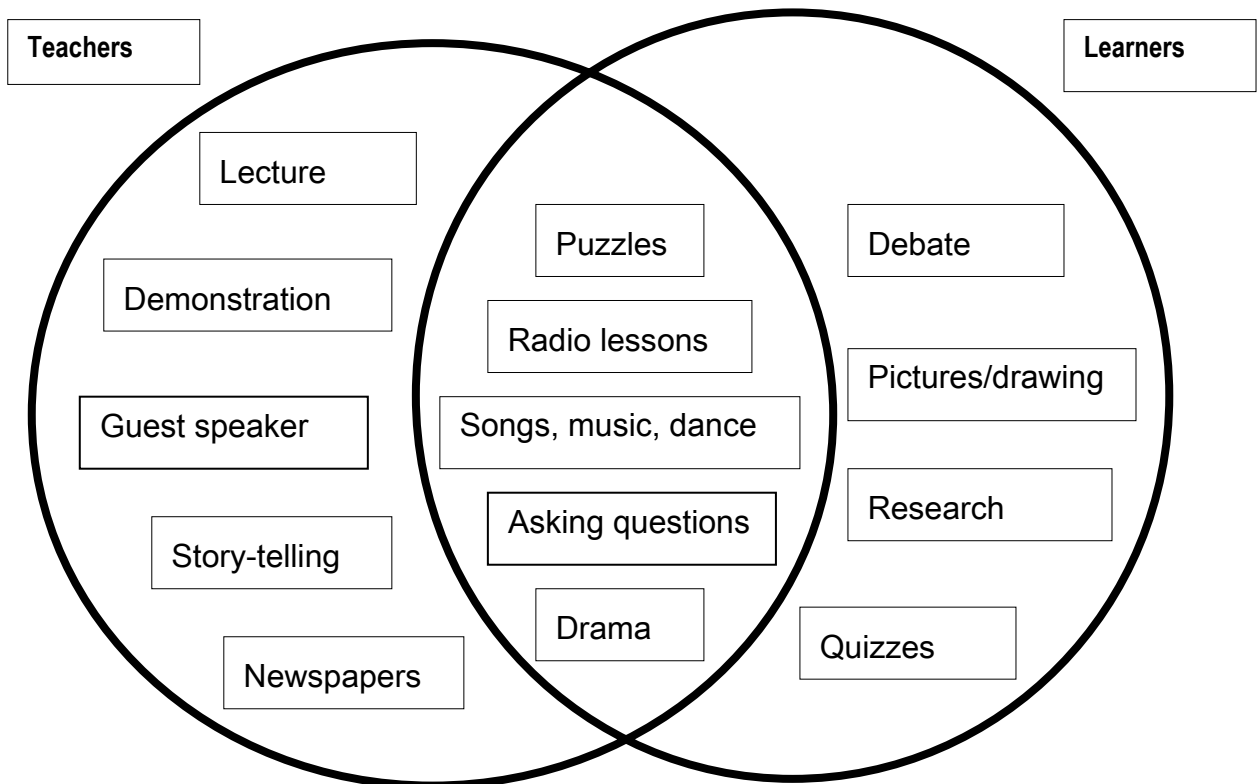 Teachers
Learners
Lecture
Demonstration
Guest speaker
Story-telling
Newspapers
Puzzles
Radio lessons
Songs, music, dance
Asking questions
Drama
Debate
Pictures/drawing
Research
Quizzes